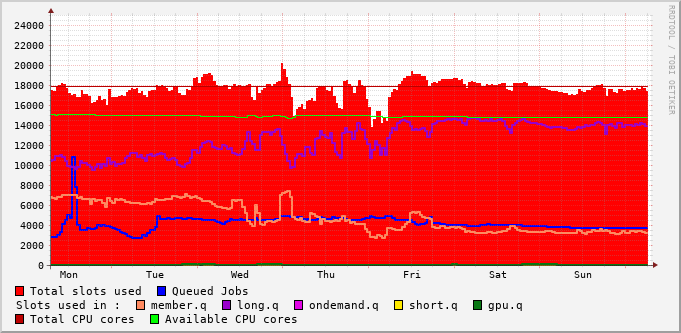 24000
22000
20000
18000
16000
14000
12000
10000
8000
6000
4000
2000
0
Mon Tue Wed Thu Fri Sat Sun
Total slots used Queued Jobs
Slots used in : member.q long.q ondemand.q short.q gpu.q
Total CPU cores Available CPU cores
RRDTOOL / TOBI OETIKER